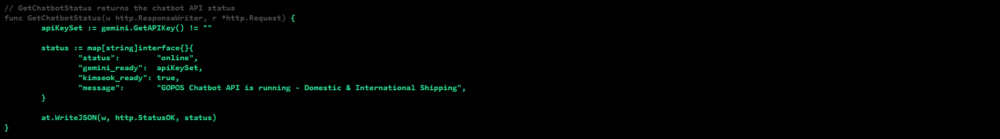 // GetChatbotStatus returns the chatbot API status
func GetChatbotStatus(w http.ResponseWriter, r *http.Request) {
        apiKeySet := gemini.GetAPIKey() != ""

        status := map[string]interface{}{
                "status":        "online",
                "gemini_ready":  apiKeySet,
                "kimseok_ready": true,
                "message":       "GOPOS Chatbot API is running - Domestic & International Shipping",
        }

        at.WriteJSON(w, http.StatusOK, status)
}